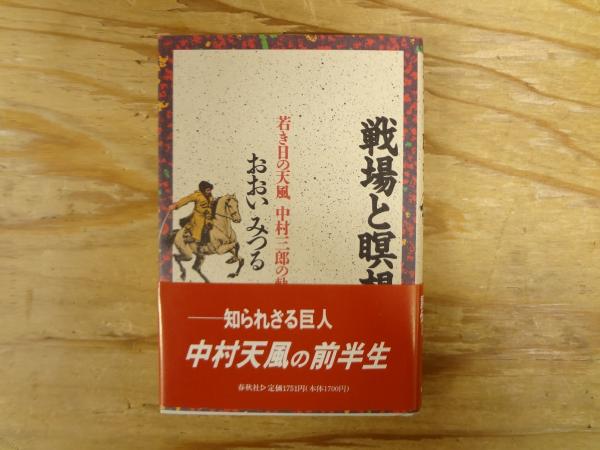 戦場と瞑想
若き日の天風 中村三郎の軌
おおい みつる
――知られざる巨人
中村天風の前半生
春秋社▷定価1751円(本体1700円)